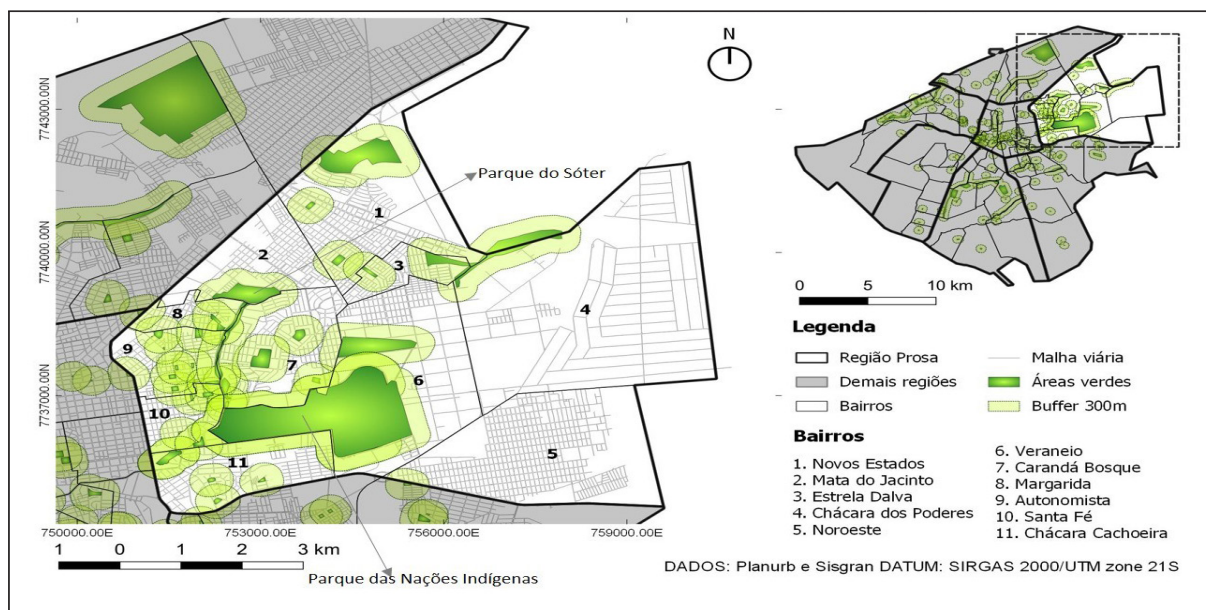 N
7743000.00N
7740000.00N
7737000.00N
Parque do Sóter
1
2
3
4
5
6
7
8
9
10
11
750000.00E
753000.00E
756000.00E
759000.00E
1 0 1 2 3 km
Parque das Nações Indígenas
0 5 10 km
Legenda
Região Prosa
Demais regiões
Bairros
Malha viária
Áreas verdes
Buffer 300m
Bairros
1. Novos Estados
2. Mata do Jacinto
3. Estrela Dalva
4. Chácara dos Poderes
5. Noroeste
6. Veraneio
7. Carandá Bosque
8. Margarida
9. Autonomista
10. Santa Fé
11. Chácara Cachoeira
DADOS: Planurb e Sisgran DATUM: SIRGAS 2000/UTM zone 21S